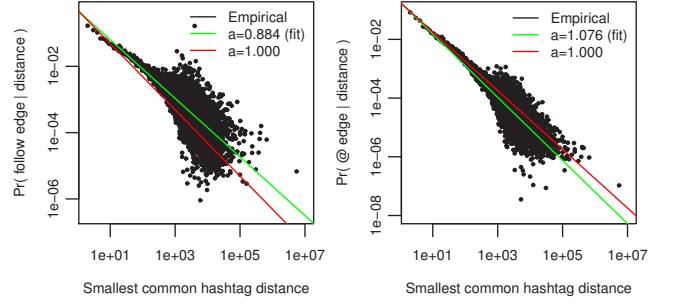 Pr( follow edge | distance )
1e−02
1e−04
1e−06
Empirical
a=0.884 (fit)
a=1.000
1e+01
1e+03
1e+05
1e+07
Smallest common hashtag distance
Pr( @ edge | distance )
1e−02
1e−04
1e−06
1e−08
Empirical
a=1.076 (fit)
a=1.000
1e+01
1e+03
1e+05
1e+07
Smallest common hashtag distance